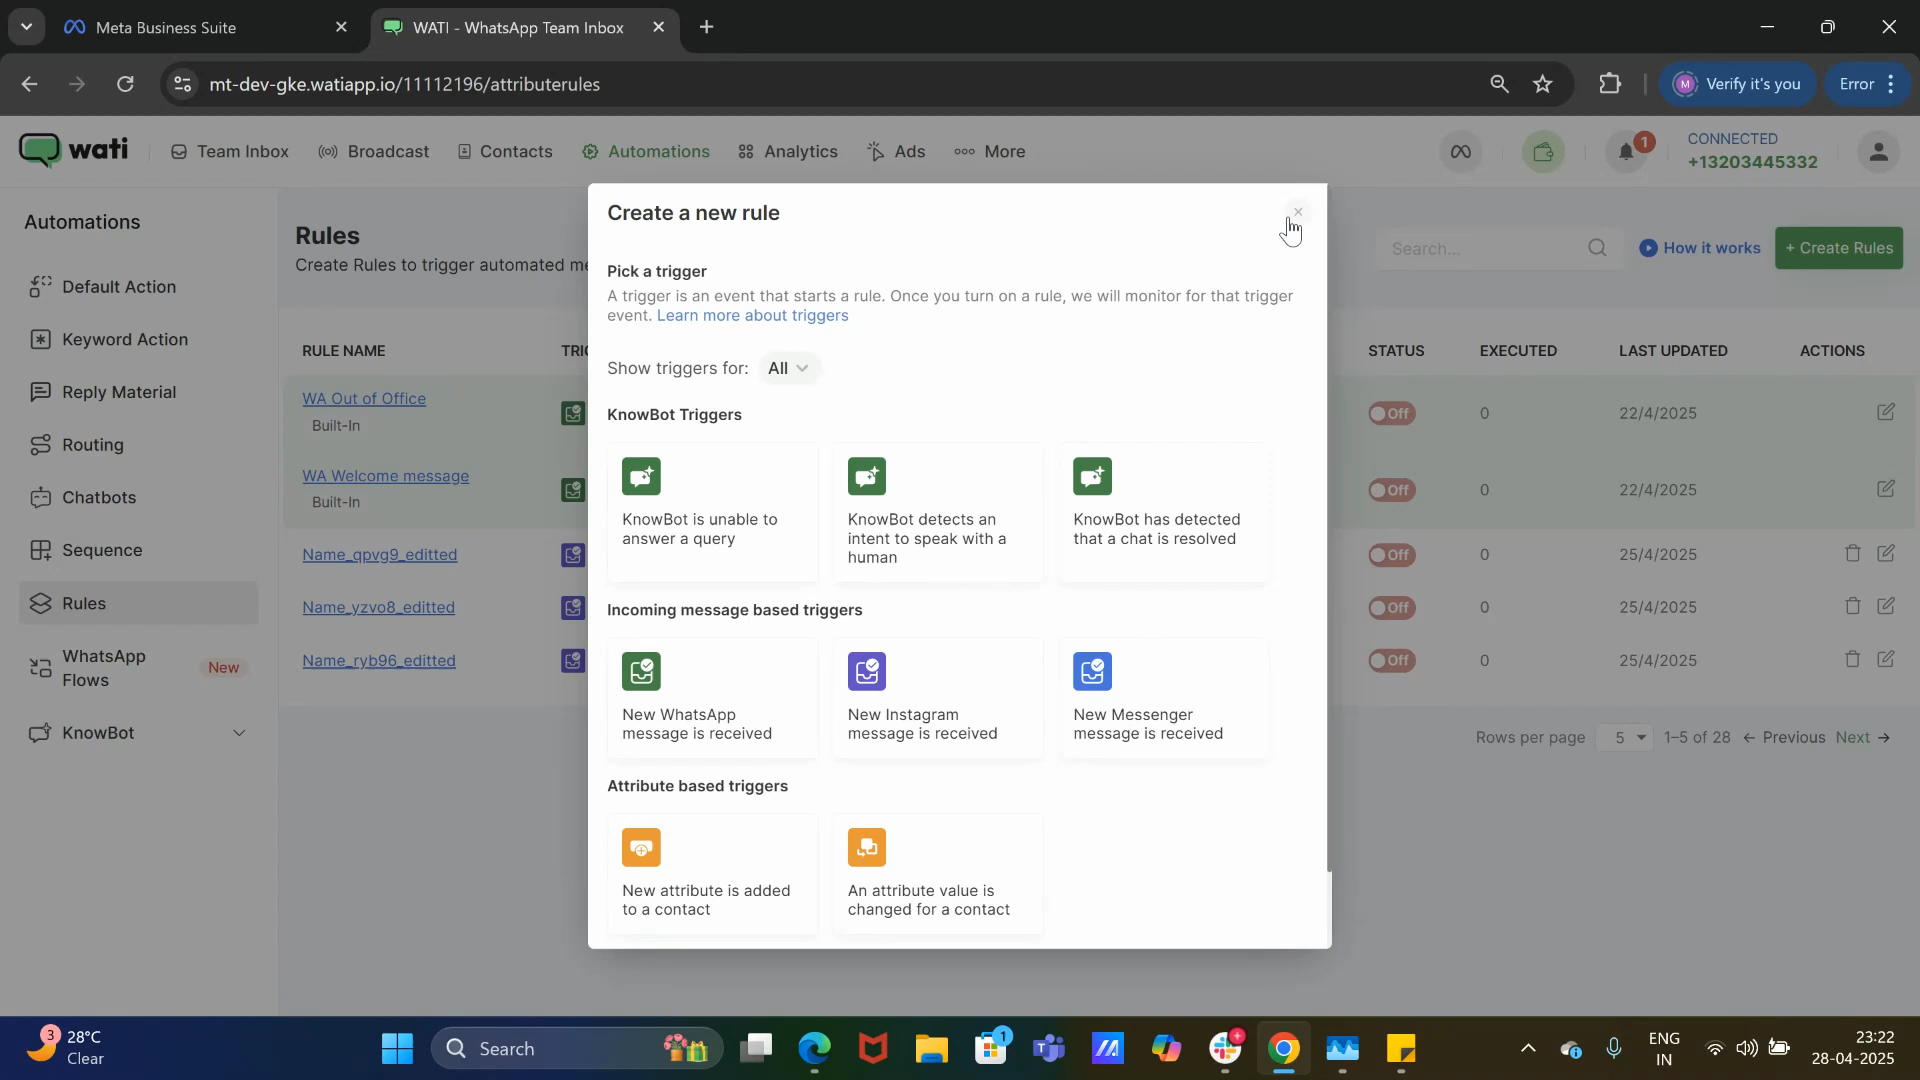 Meta Business Suite
WATI - WhatsApp Team Inbox
mt-dev-gke.watiapp.io/11112196/attributerules
M
Verify it's you
Error
wati
Team Inbox
Broadcast
Contacts
Automations
Analytics
Ads
More
1
CONNECTED
+13203445332
Automations
Default Action
Keyword Action
Reply Material
Routing
Chatbots
Sequence
Rules
WhatsApp
Flows
New
KnowBot
Rules
Create Rules to trigger automated me
Search...
How it works
+ Create Rules
RULE NAME
TRIG
STATUS
EXECUTED
LAST UPDATED
ACTIONS
WA Out of Office
Built-In
Off
0
22/4/2025
WA Welcome message
Built-In
Off
0
22/4/2025
Name_qpvg9_editted
Off
0
25/4/2025
Name_yzvo8_editted
Off
0
25/4/2025
Name_ryb96_editted
Off
0
25/4/2025
Rows per page
5
1–5 of 28
← Previous
Next →
Create a new rule
Pick a trigger
A trigger is an event that starts a rule. Once you turn on a rule, we will monitor for that trigger
event. Learn more about triggers
Show triggers for:
All
KnowBot Triggers
KnowBot is unable to
answer a query
KnowBot detects an
intent to speak with a
human
KnowBot has detected
that a chat is resolved
Incoming message based triggers
New WhatsApp
message is received
New Instagram
message is received
New Messenger
message is received
Attribute based triggers
New attribute is added
to a contact
An attribute value is
changed for a contact
3
28°C
Clear
Search
1
ENG
IN
23:22
28-04-2025